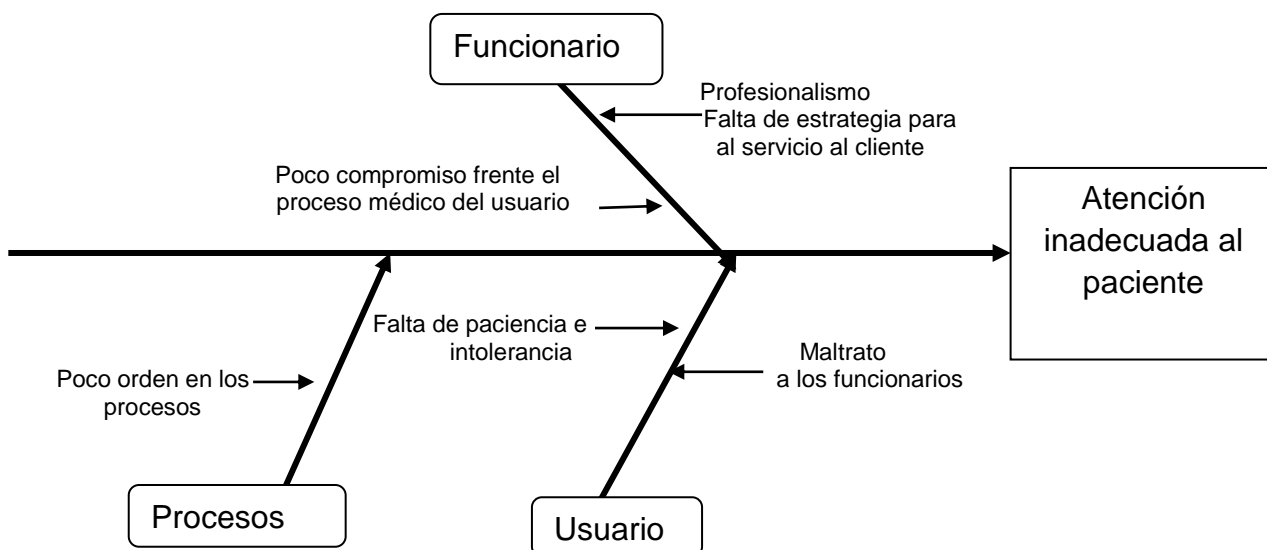 Funcionario
Profesionalismo
Falta de estrategia para
al servicio al cliente
Poco compromiso frente el
proceso médico del usuario
Atención
inadecuada al
paciente
Falta de paciencia e
intolerancia
Maltrato
a los funcionarios
Poco orden en los
procesos
Procesos
Usuario